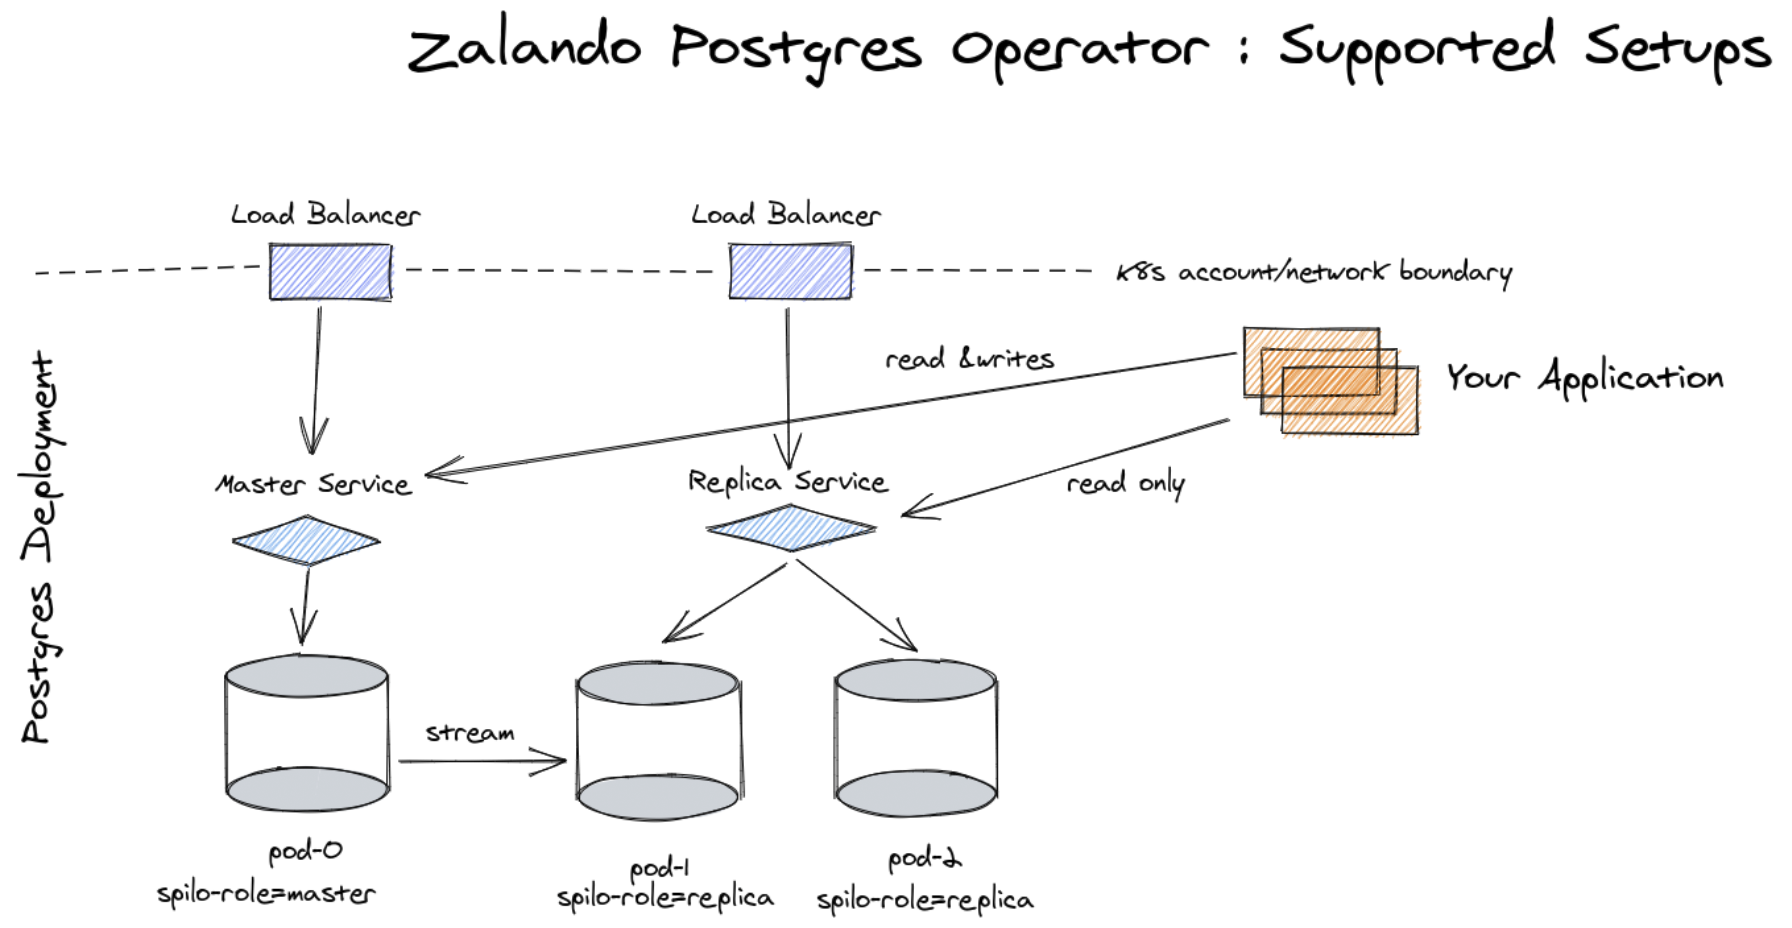 Zalando Postgres Operator : Supported Setups
Load Balancer
Load Balancer
K8s account/network boundary
read &writes
Your Application
Master Service
Replica Service
read only
Postgres Deployment
stream
pod-0
spilo-role=master
pod-1
spilo-role=replica
pod-2
spilo-role=replica